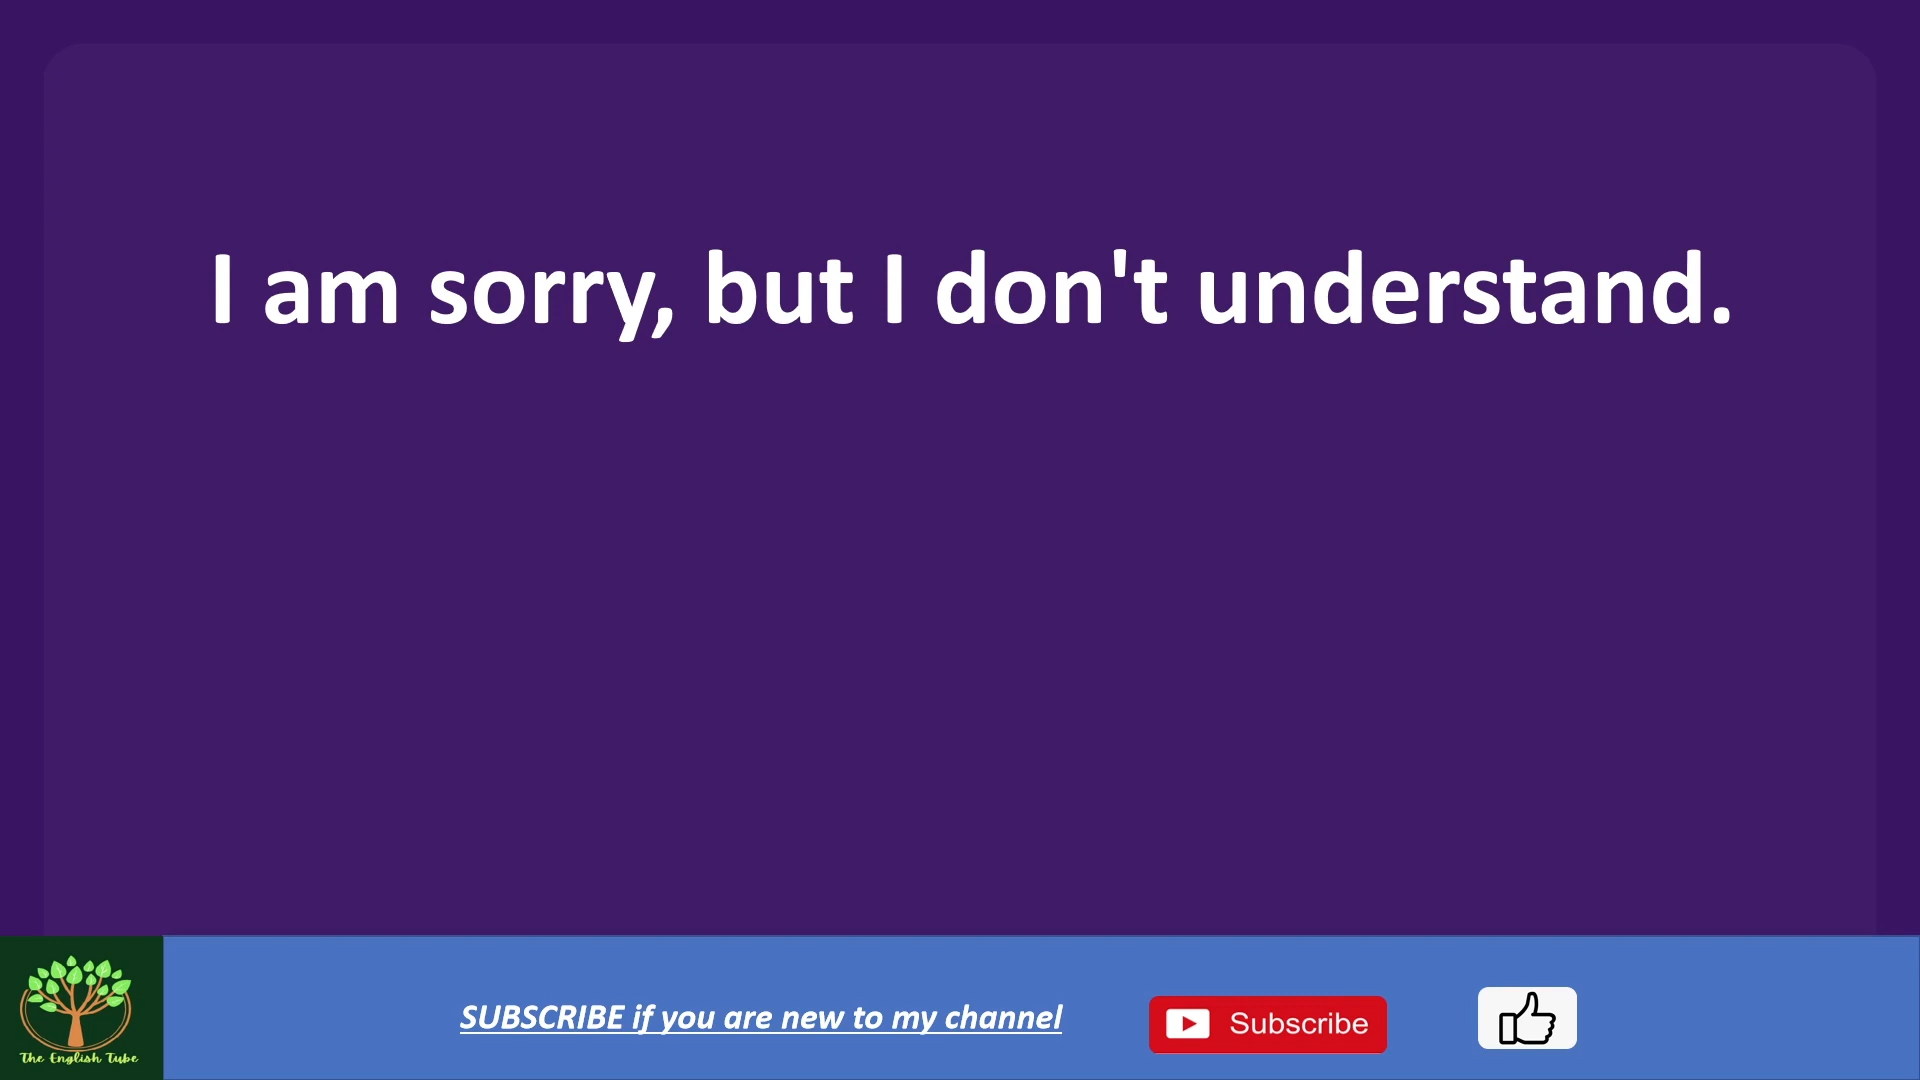 I am sorry, but I don't understand.
SUBSCRIBE if you are new to my channel
Subscribe
The English Tube